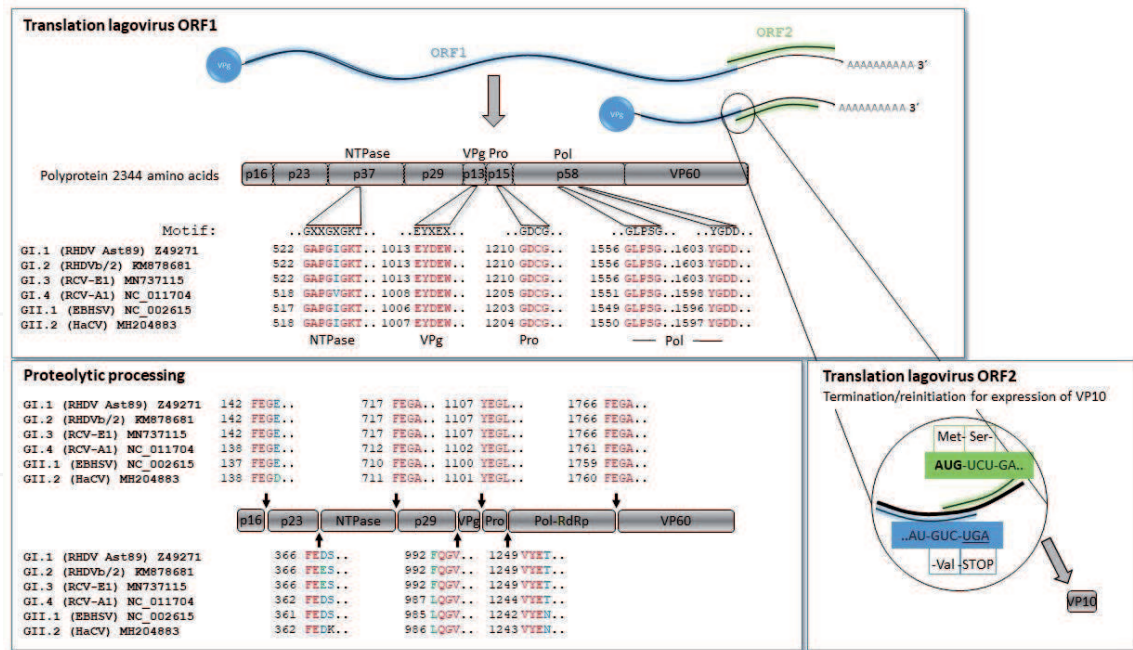 Translation lagovirus ORF1
ORF2
ORF1
VPg
AAAAAAAAAA 3´
VPg
AAAAAAAAAA 3´
NTPase VPg Pro Pol
Polyprotein 2344 amino acids p16 p23 p37 p29 p13 p15 p58 VP60
Motif: ..GXXGXGKT.. ..EYXEX.. ..GDCG.. ..GLPSG.. ..YGDD..
GI.1 (RHDV Ast89) Z49271 522 GAPGIGKT.. 1013 EYDEW.. 1210 GDCG.. 1556 GLPSG.. 1603 YGDD..
GI.2 (RHDVb/2) KM878681 522 GAPGIGKT.. 1013 EYDEW.. 1210 GDCG.. 1556 GLPSG.. 1603 YGDD..
GI.3 (RCV-E1) MN737115 522 GAPGIGKT.. 1013 EYDEW.. 1210 GDCG.. 1556 GLPSG.. 1603 YGDD..
GI.4 (RCV-A1) NC_011704 518 GAPGVGKT.. 1008 EYDEW.. 1205 GDCG.. 1551 GLPSG.. 1598 YGDD..
GII.1 (EBHSV) NC_002615 517 GAPGIGKT.. 1006 EYDEW.. 1203 GDCG.. 1549 GLPSG.. 1596 YGDD..
GII.2 (HaCV) MH204883 518 GAPGIGKT.. 1007 EYDEW.. 1204 GDCG.. 1550 GLPSG.. 1597 YGDD..
NTPase VPg Pro Pol
Proteolytic processing
GI.1 (RHDV Ast89) Z49271 142 FEGE.. 717 FEGA.. 1107 YEGL.. 1766 FEGA..
GI.2 (RHDVb/2) KM878681 142 FEGE.. 717 FEGA.. 1107 YEGL.. 1766 FEGA..
GI.3 (RCV-E1) MN737115 142 FEGE.. 717 FEGA.. 1107 YEGL.. 1766 FEGA..
GI.4 (RCV-A1) NC_011704 138 FEGE.. 712 FEGA.. 1102 YEGL.. 1761 FEGA..
GII.1 (EBHSV) NC_002615 137 FEGE.. 710 FEGA.. 1100 YEGL.. 1759 FEGA..
GII.2 (HaCV) MH204883 138 FEGD.. 711 FEGA.. 1101 YEGL.. 1760 FEGA..
p16 p23 NTPase p29 VPg Pro Pol-RdRp VP60
GI.1 (RHDV Ast89) Z49271 366 FEDS.. 992 FQGV.. 1249 VYET..
GI.2 (RHDVb/2) KM878681 366 FEES.. 992 FQGV.. 1249 VYET..
GI.3 (RCV-E1) MN737115 366 FEES.. 992 FQGV.. 1249 VYET..
GI.4 (RCV-A1) NC_011704 362 FEDS.. 987 LQGV.. 1244 VYET..
GII.1 (EBHSV) NC_002615 361 FEDS.. 985 LQGV.. 1242 VYEN..
GII.2 (HaCV) MH204883 362 FEDK.. 986 LQGV.. 1243 VYEN..
Translation lagovirus ORF2
Termination/reinitiation for expression of VP10
Met- Ser-
AUG-UCU-GA..
..AU-GUC-UGA
-Val -STOP
VP10